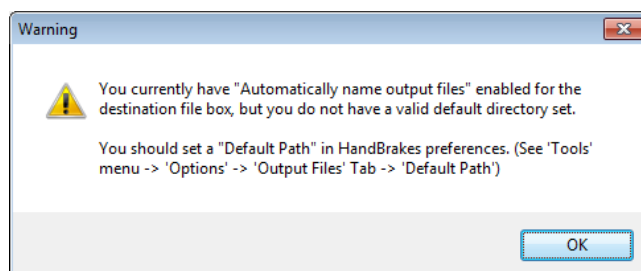 Warning
You currently have "Automatically name output files" enabled for the
destination file box, but you do not have a valid default directory set.
You should set a "Default Path" in HandBrakes preferences. (See 'Tools'
menu -> 'Options' -> 'Output Files' Tab -> 'Default Path')
OK